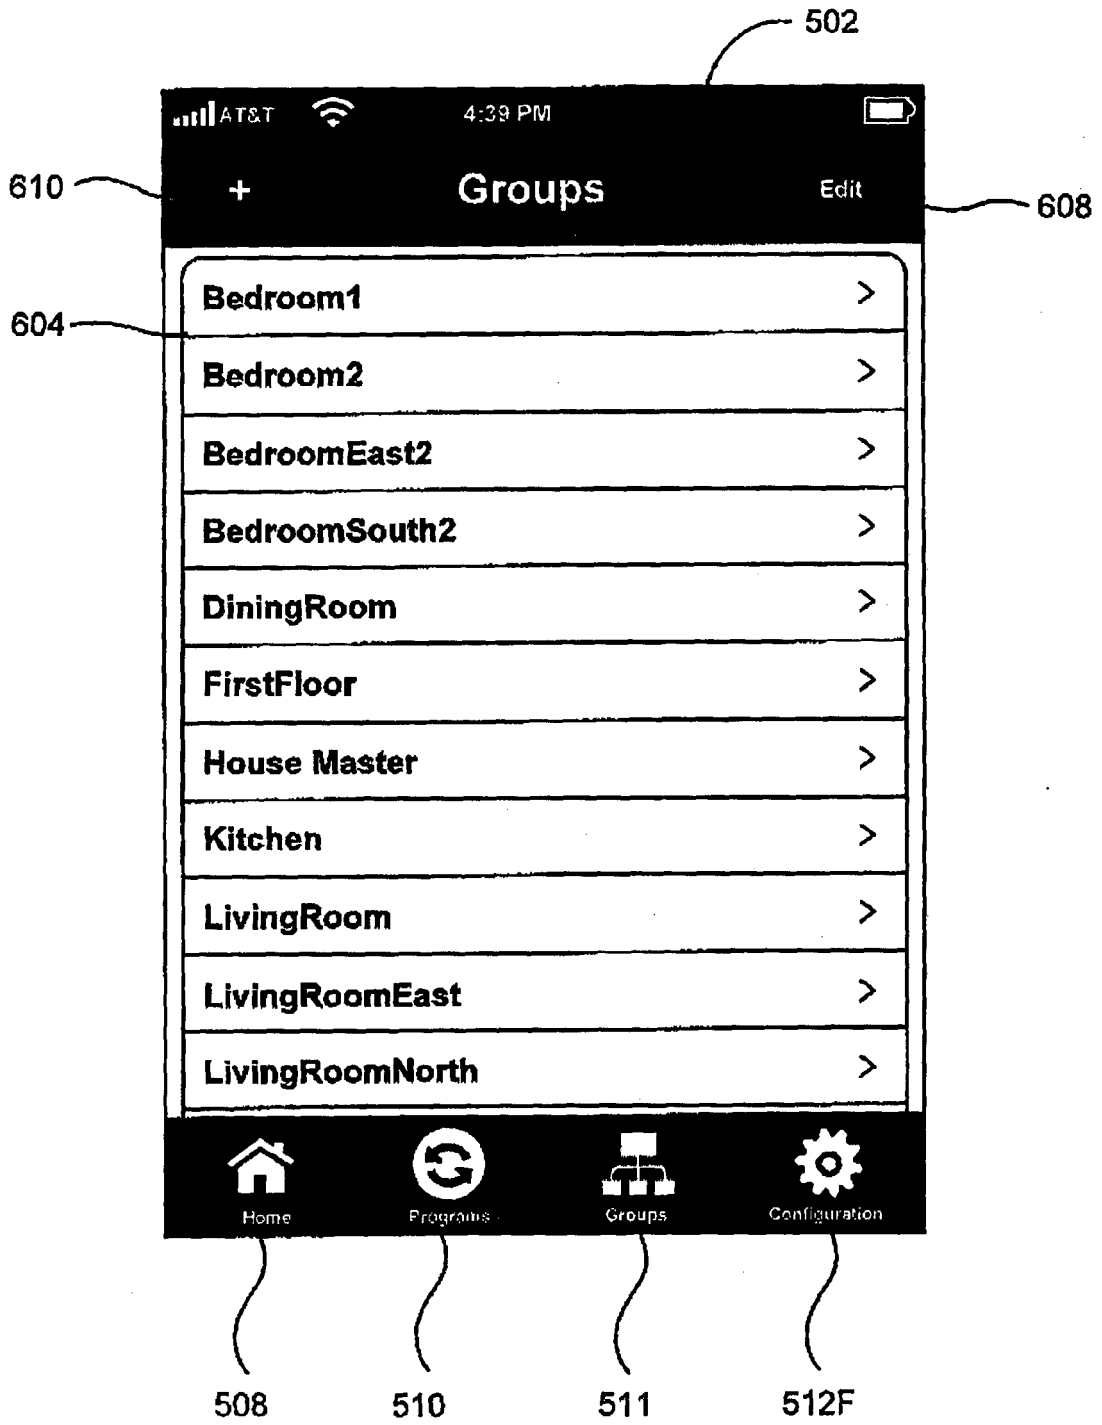 502
AT&T 4:39 PM
610 + Groups Edit 608
Bedroom1 >
604
Bedroom2 >
BedroomEast2 >
BedroomSouth2 >
DiningRoom >
FirstFloor >
House Master >
Kitchen >
LivingRoom >
LivingRoomEast >
LivingRoomNorth >
Home Programs Groups Configuration
508 510 511 512F